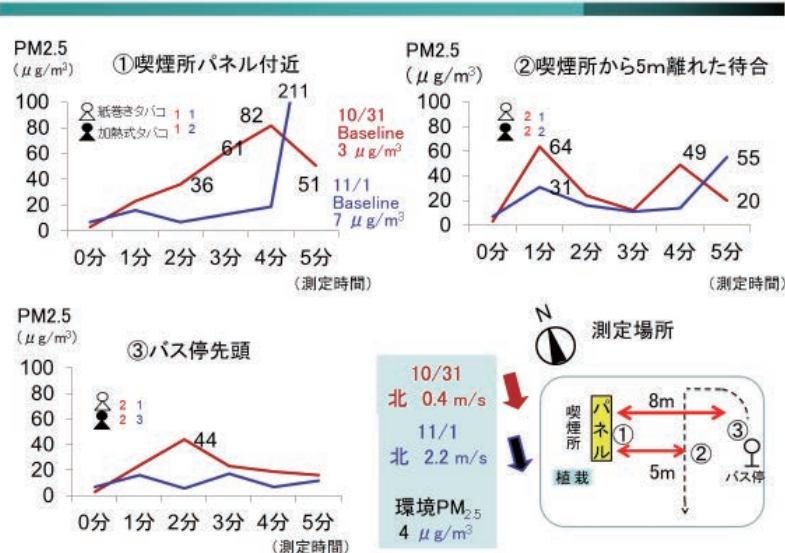 PM2.5
(μg/m³)
①喫煙所パネル付近
100
80
60
40
20
0
紙巻きタバコ 1 1
加熱式タバコ 1 2
36
61
82
211
51
10/31
Baseline
3 μg/m³
11/1
Baseline
7 μg/m³
0分 1分 2分 3分 4分 5分
(測定時間)
PM2.5
(μg/m³)
②喫煙所から5m離れた待合
100
80
60
40
20
0
2 1
2 2
64
31
49
55
20
0分 1分 2分 3分 4分 5分
(測定時間)
PM2.5
(μg/m³)
③バス停先頭
100
80
60
40
20
0
2 1
2 3
44
0分 1分 2分 3分 4分 5分
(測定時間)
10/31
北 0.4 m/s
11/1
北 2.2 m/s
環境PM2.5
4 μg/m³
N
測定場所
喫煙所
パネル
①
8m
②
5m
③
バス停
植栽